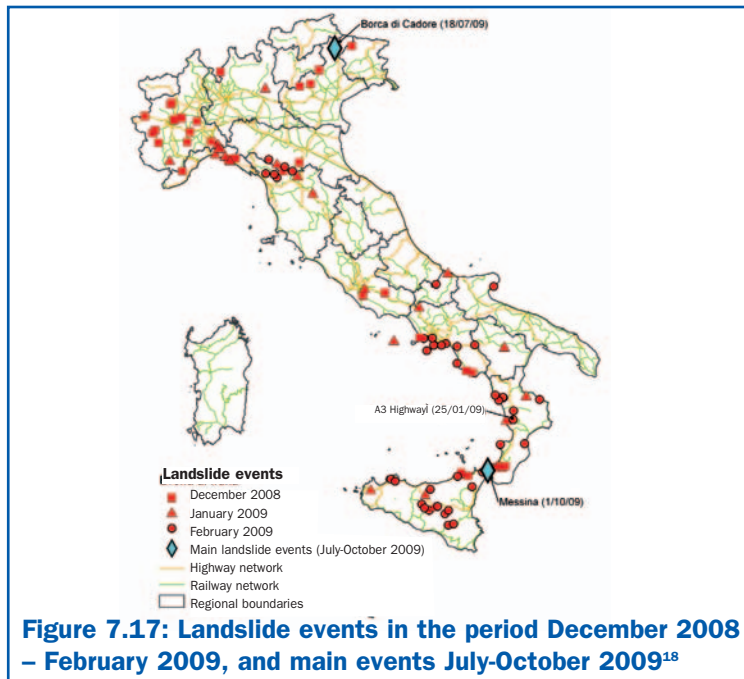 Borca di Cadore (18/07/09)
A3 Highwayì (25/01/09)
Messina (1/10/09)
Landslide events
December 2008
January 2009
February 2009
Main landslide events (July-October 2009)
Highway network
Railway network
Regional boundaries
Figure 7.17: Landslide events in the period December 2008
– February 2009, and main events July-October 2009¹⁸